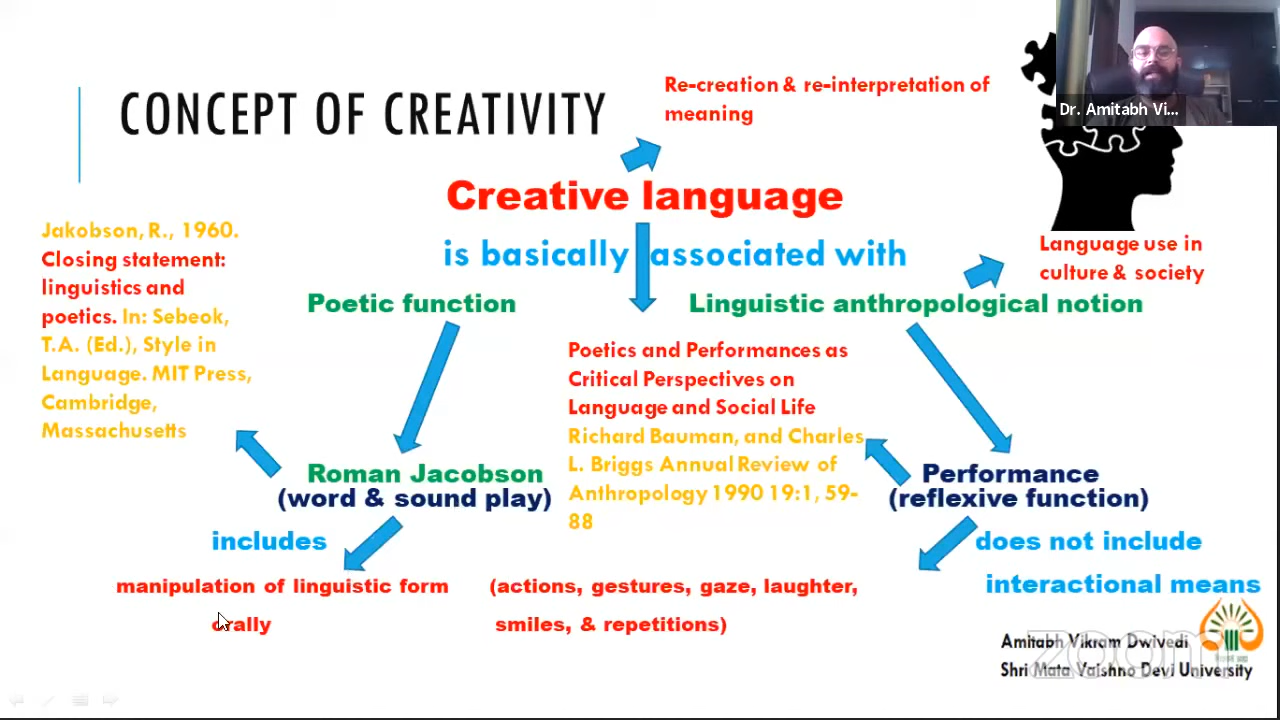 Re-creation & re-interpretation of
meaning
Dr. Amitabh Vi...
CONCEPT OF CREATIVITY
Creative language
is basically associated with
Jakobson, R., 1960.
Closing statement:
linguistics and
poetics. In: Sebeok,
T.A. (Ed.), Style in
Language. MIT Press,
Cambridge,
Massachusetts
Language use in
culture & society
Poetic function
Linguistic anthropological notion
Poetics and Performances as
Critical Perspectives on
Language and Social Life
Richard Bauman, and Charles
L. Briggs Annual Review of
Anthropology 1990 19:1, 59-
88
Roman Jacobson
(word & sound play)
Performance
(reflexive function)
includes
does not include
manipulation of linguistic form
orally
(actions, gestures, gaze, laughter,
smiles, & repetitions)
interactional means
Amitabh Vikram Dwivedi
Shri Mata Vaishno Devi University
zoom